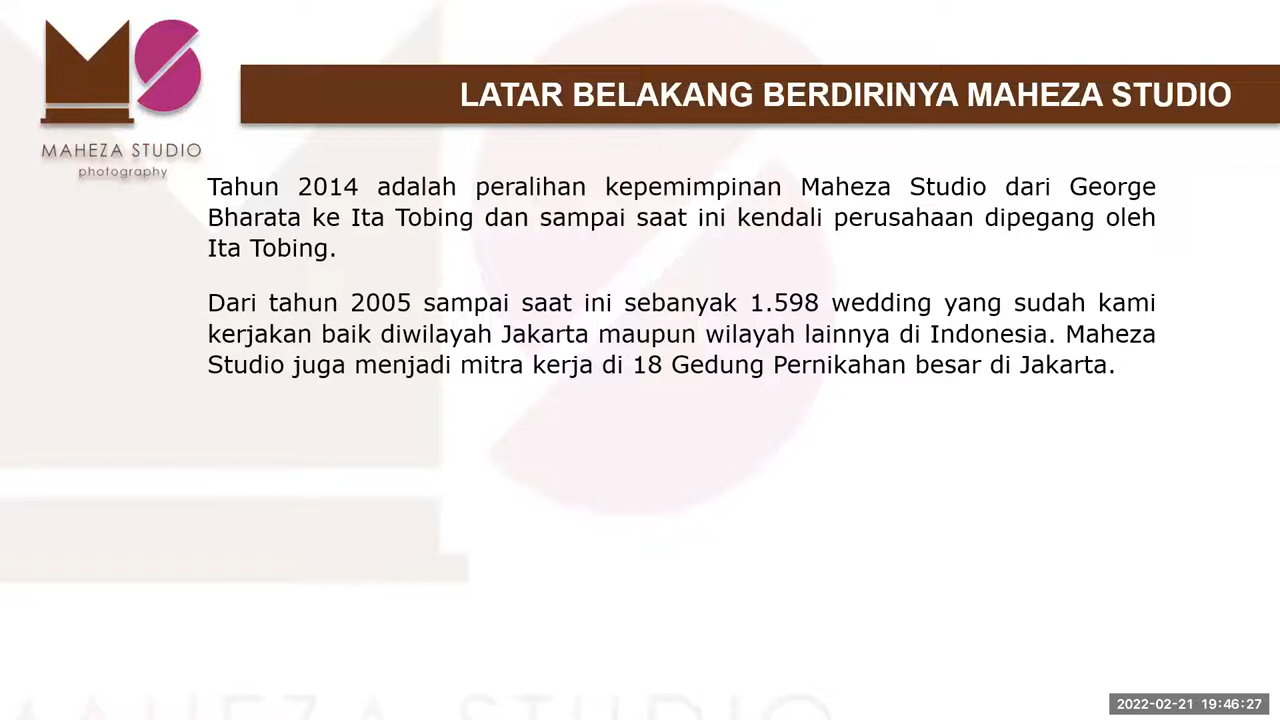 MAHEZA STUDIO
photography
LATAR BELAKANG BERDIRINYA MAHEZA STUDIO
Tahun 2014 adalah peralihan kepemimpinan Maheza Studio dari George
Bharata ke Ita Tobing dan sampai saat ini kendali perusahaan dipegang oleh
Ita Tobing.
Dari tahun 2005 sampai saat ini sebanyak 1.598 wedding yang sudah kami
kerjakan baik diwilayah Jakarta maupun wilayah lainnya di Indonesia. Maheza
Studio juga menjadi mitra kerja di 18 Gedung Pernikahan besar di Jakarta.
MAHEZA STUDIO
2022-02-21 19:46:27